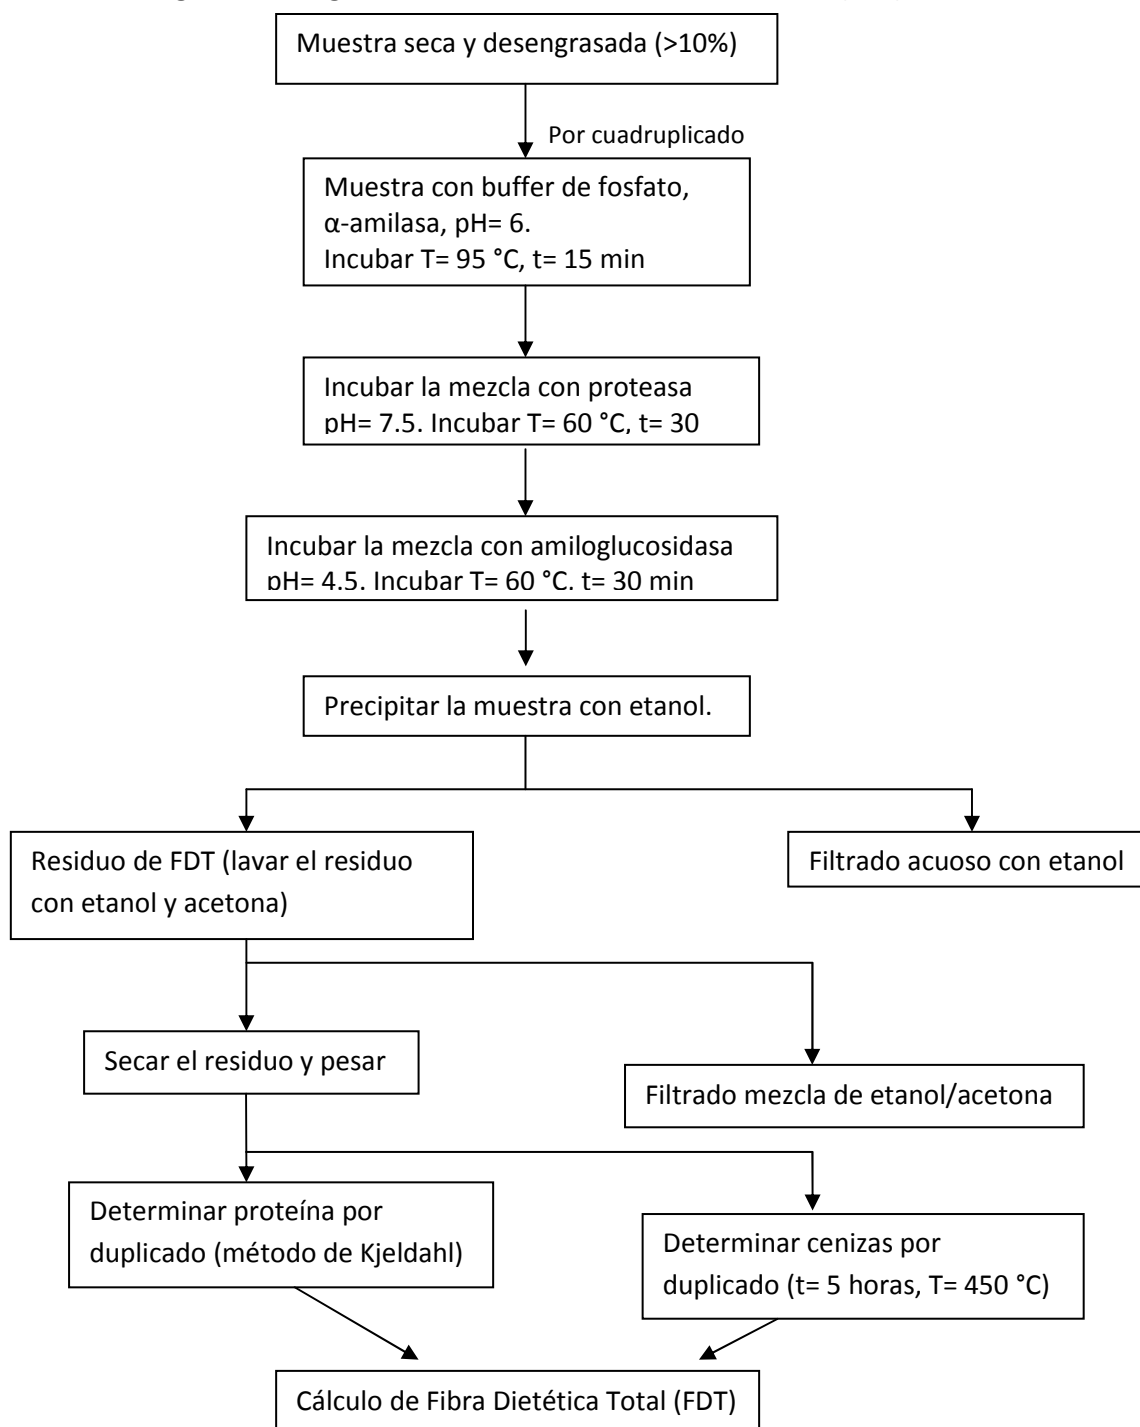 Muestra seca y desengrasada (>10%)
Por cuadruplicado
Muestra con buffer de fosfato,
α-amilasa, pH= 6.
Incubar T= 95 °C, t= 15 min
Incubar la mezcla con proteasa
pH= 7.5. Incubar T= 60 °C, t= 30
Incubar la mezcla con amiloglucosidasa
pH= 4.5. Incubar T= 60 °C. t= 30 min
Precipitar la muestra con etanol.
Residuo de FDT (lavar el residuo
con etanol y acetona)
Filtrado acuoso con etanol
Secar el residuo y pesar
Filtrado mezcla de etanol/acetona
Determinar proteína por
duplicado (método de Kjeldahl)
Determinar cenizas por
duplicado (t= 5 horas, T= 450 °C)
Cálculo de Fibra Dietética Total (FDT)